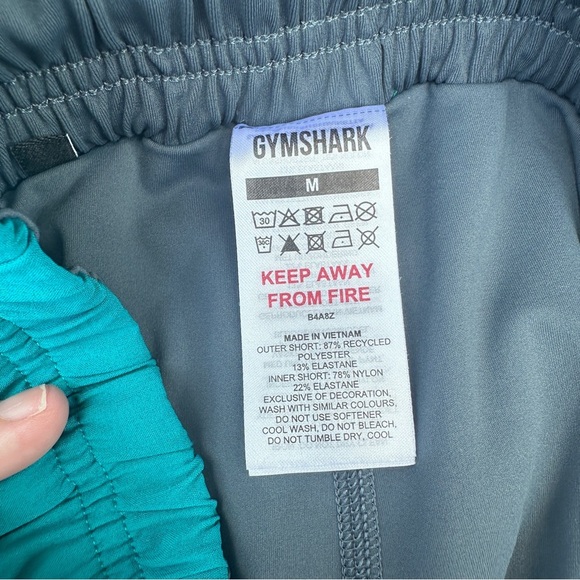 GYMSHARK
M
30
30
KEEP AWAY
FROM FIRE
B4A8Z
MADE IN VIETNAM
OUTER SHORT: 87% RECYCLED
POLYESTER
13% ELASTANE
INNER SHORT: 78% NYLON
22% ELASTANE
EXCLUSIVE OF DECORATION,
WASH WITH SIMILAR COLOURS,
DO NOT USE SOFTENER
COOL WASH, DO NOT BLEACH,
DO NOT TUMBLE DRY, COOL